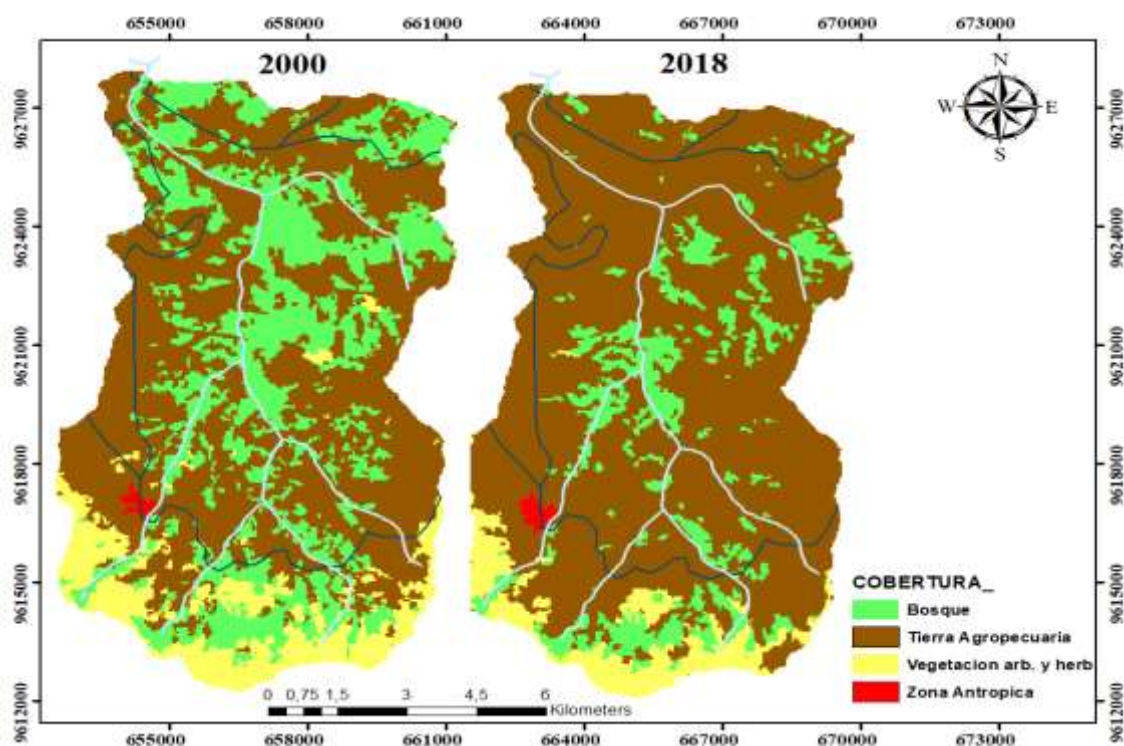 655000 658000 661000 664000 667000 670000 673000
2000 2018
N
W E
S
9627000 9627000
9624000 9624000
9621000 9621000
9618000 9618000
9615000 9615000
9612000 9612000
COBERTURA_
Bosque
Tierra Agropecuaria
Vegetacion arb. y herb
Zona Antropica
0 0,75 1,5 3 4,5 6
Kilometers
655000 658000 661000 664000 667000 670000 673000